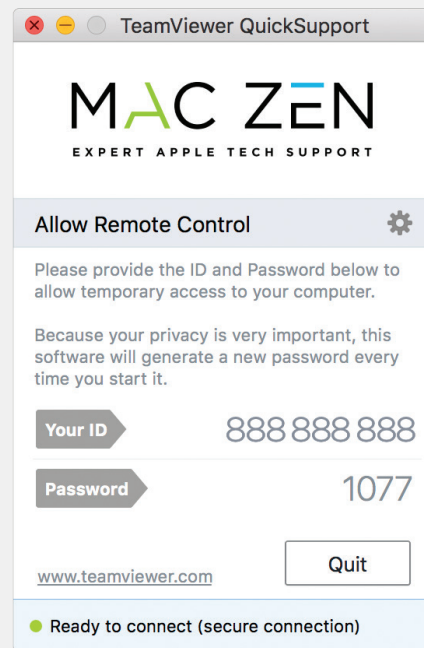 TeamViewer QuickSupport
MAC ZEN
EXPERT APPLE TECH SUPPORT
Allow Remote Control
Please provide the ID and Password below to
allow temporary access to your computer.
Because your privacy is very important, this
software will generate a new password every
time you start it.
Your ID 888 888 888
Password 1077
www.teamviewer.com Quit
Ready to connect (secure connection)